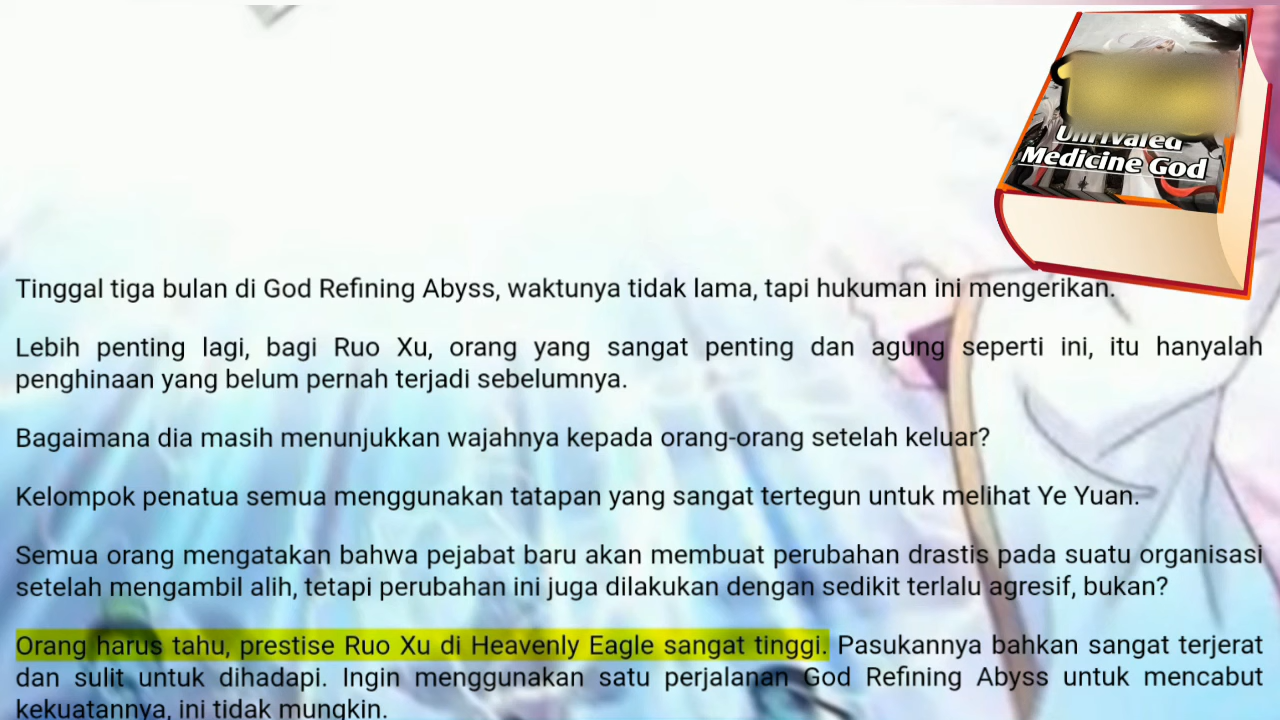 Unrivaled
Medicine God
Tinggal tiga bulan di God Refining Abyss, waktunya tidak lama, tapi hukuman ini mengerikan.
Lebih penting lagi, bagi Ruo Xu, orang yang sangat penting dan agung seperti ini, itu hanyalah
penghinaan yang belum pernah terjadi sebelumnya.
Bagaimana dia masih menunjukkan wajahnya kepada orang-orang setelah keluar?
Kelompok penatua semua menggunakan tatapan yang sangat tertegun untuk melihat Ye Yuan.
Semua orang mengatakan bahwa pejabat baru akan membuat perubahan drastis pada suatu organisasi
setelah mengambil alih, tetapi perubahan ini juga dilakukan dengan sedikit terlalu agresif, bukan?
Orang harus tahu, prestise Ruo Xu di Heavenly Eagle sangat tinggi. Pasukannya bahkan sangat terjerat
dan sulit untuk dihadapi. Ingin menggunakan satu perjalanan God Refining Abyss untuk mencabut
kekuatannya, ini tidak mungkin.